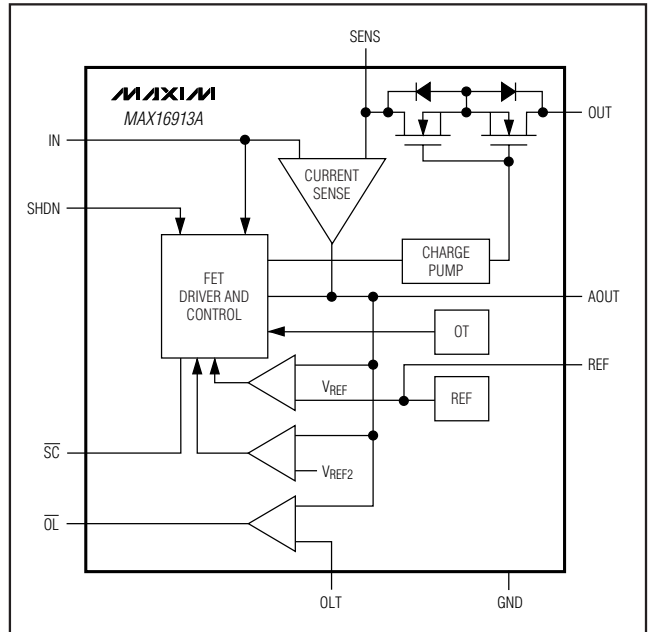 SENS
MAXIM
MAX16913A
OUT
IN
CURRENT
SENSE
SHDN
FET
DRIVER AND
CONTROL
CHARGE
PUMP
AOUT
OT
REF
VREF
REF
SC
VREF2
OL
OLT
GND